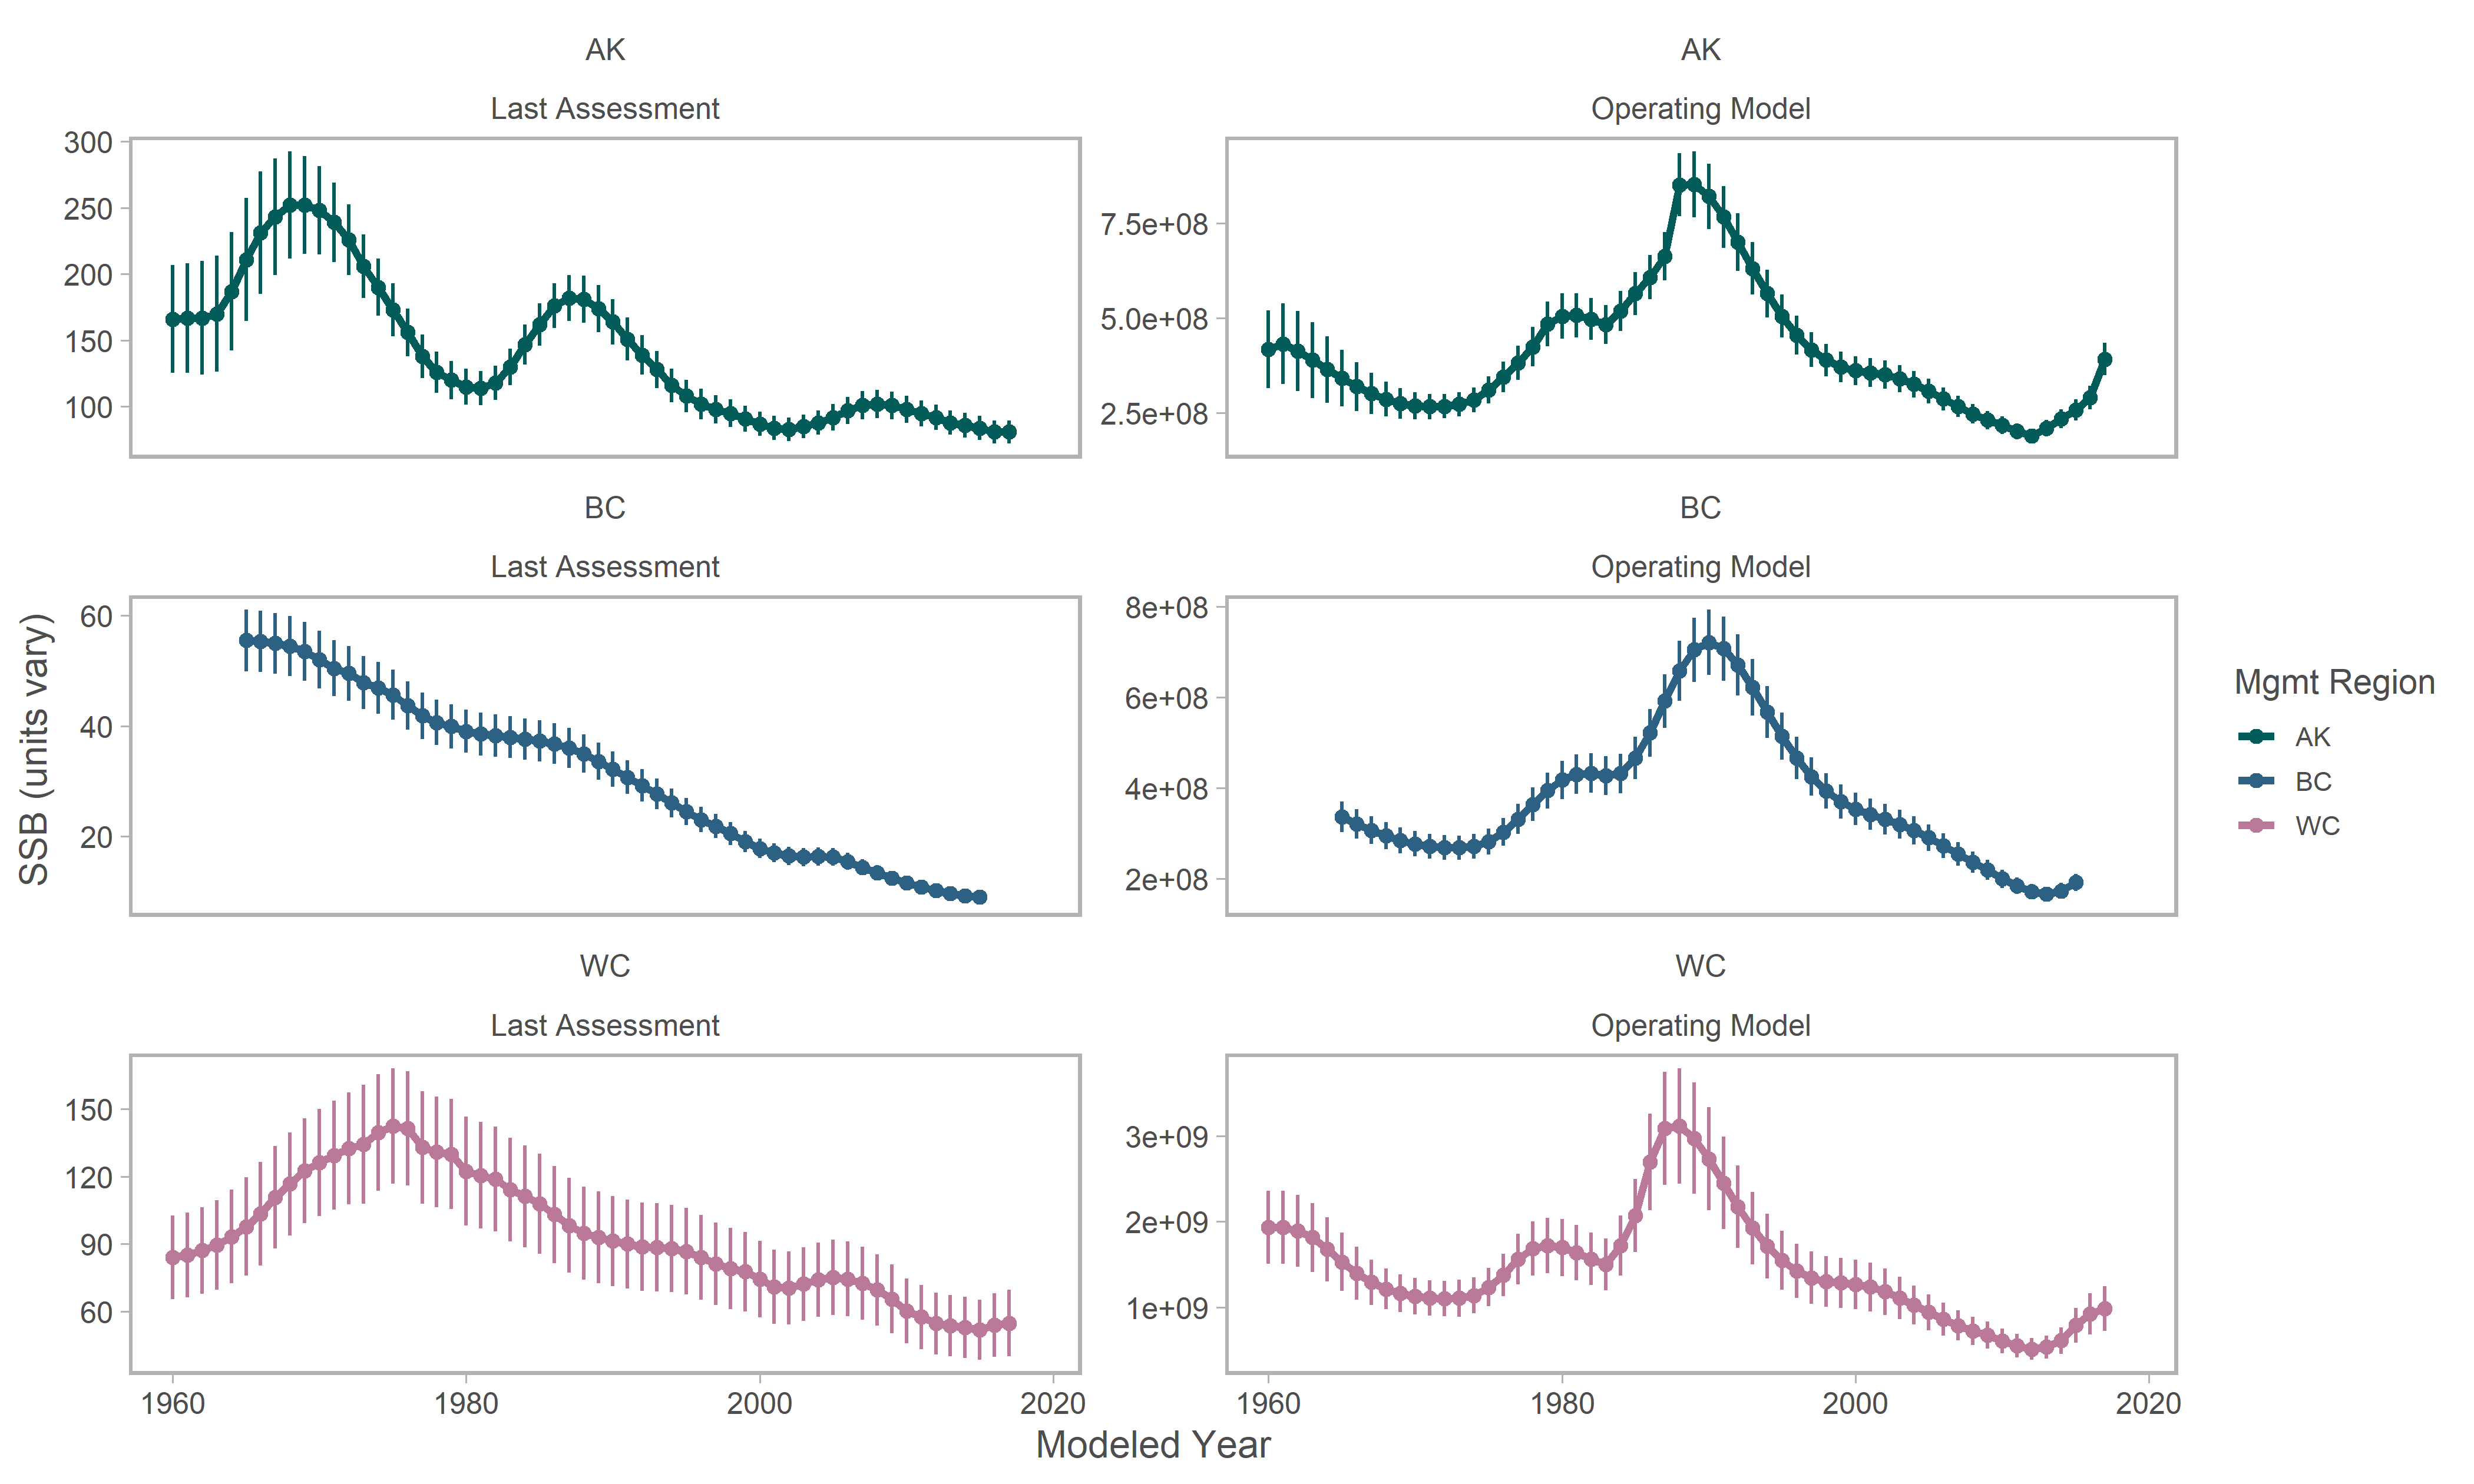 AK
Last Assessment
300
250
200
150
100
AK
Operating Model
7.5e+08
5.0e+08
2.5e+08
BC
Last Assessment
60
40
20
BC
Operating Model
8e+08
6e+08
4e+08
2e+08
WC
Last Assessment
150
120
90
60
1960
1980
2000
2020
WC
Operating Model
3e+09
2e+09
1e+09
1960
1980
2000
2020
SSB (units vary)
Modeled Year
Mgmt Region
AK
BC
WC